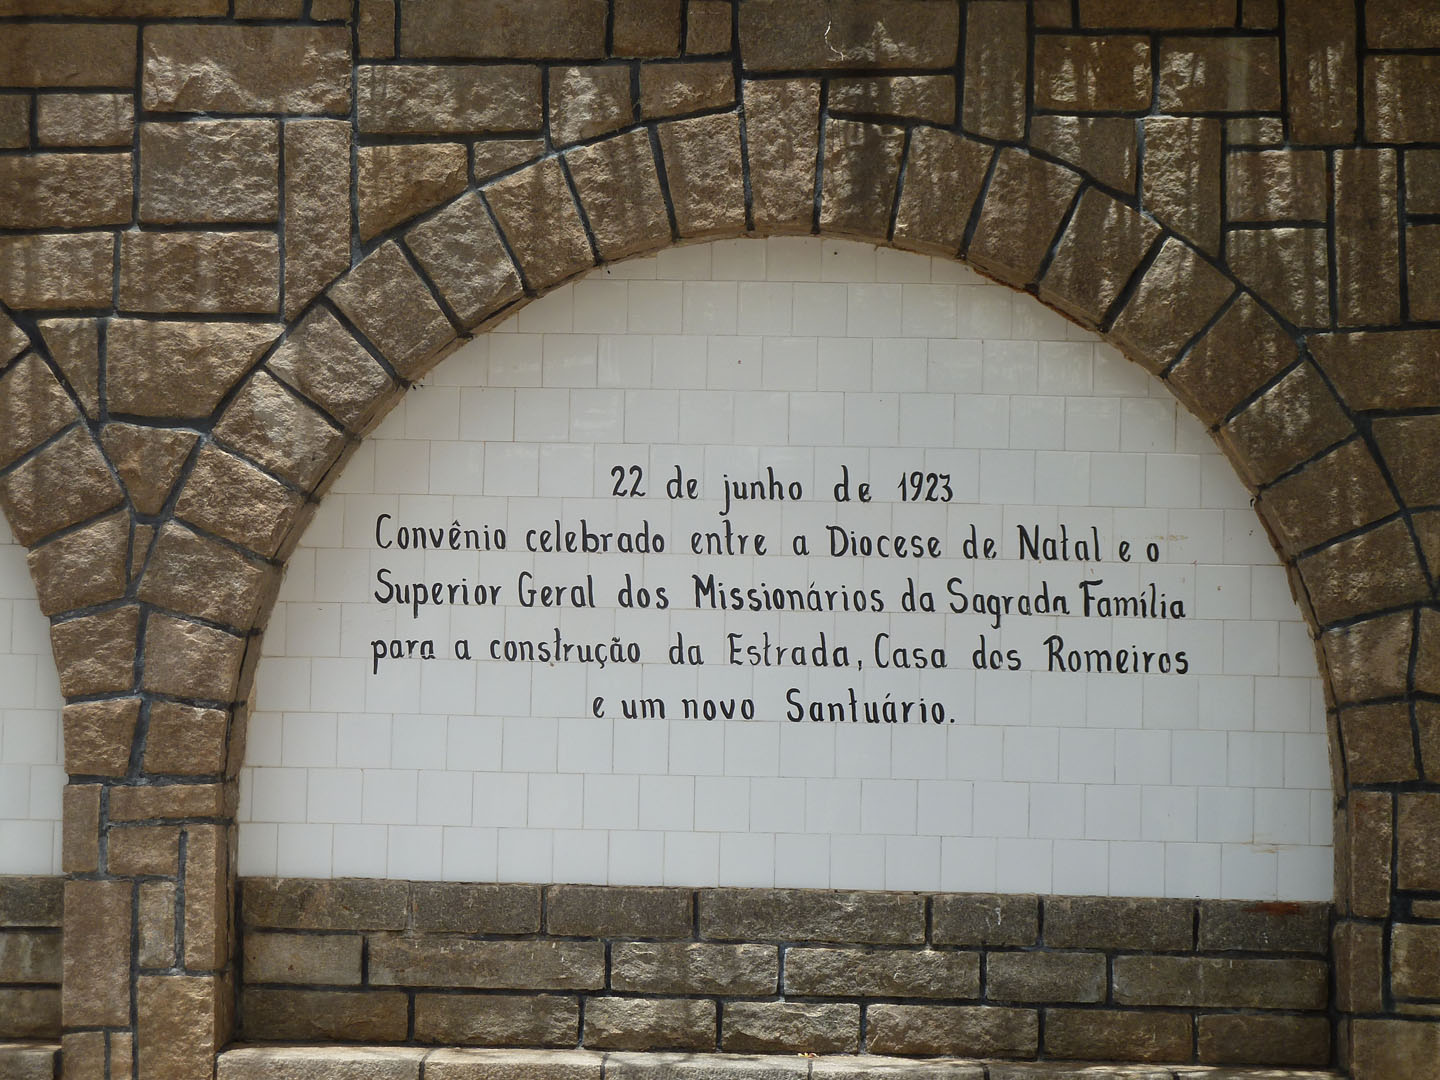 22 de junho de 1923
Convênio celebrado entre a Diocese de Natal e o
Superior Geral dos Missionários da Sagrada Família
para a construção da Estrada, Casa dos Romeiros
e um novo Santuário.